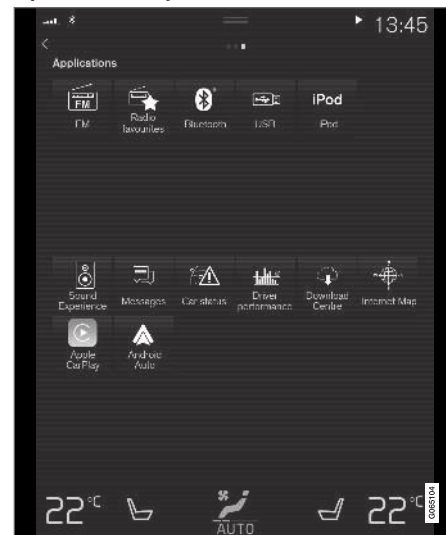 13:45
Applications
FM
iPod
FM
Radio
favourites
Bluetooth
USB
iPod
Sound
Experience
Messages
Car status
Driver
performance
Download
Centre
Internet Map
Apple
CarPlay
Android
Auto
22°C
AUTO
22°C
G065104